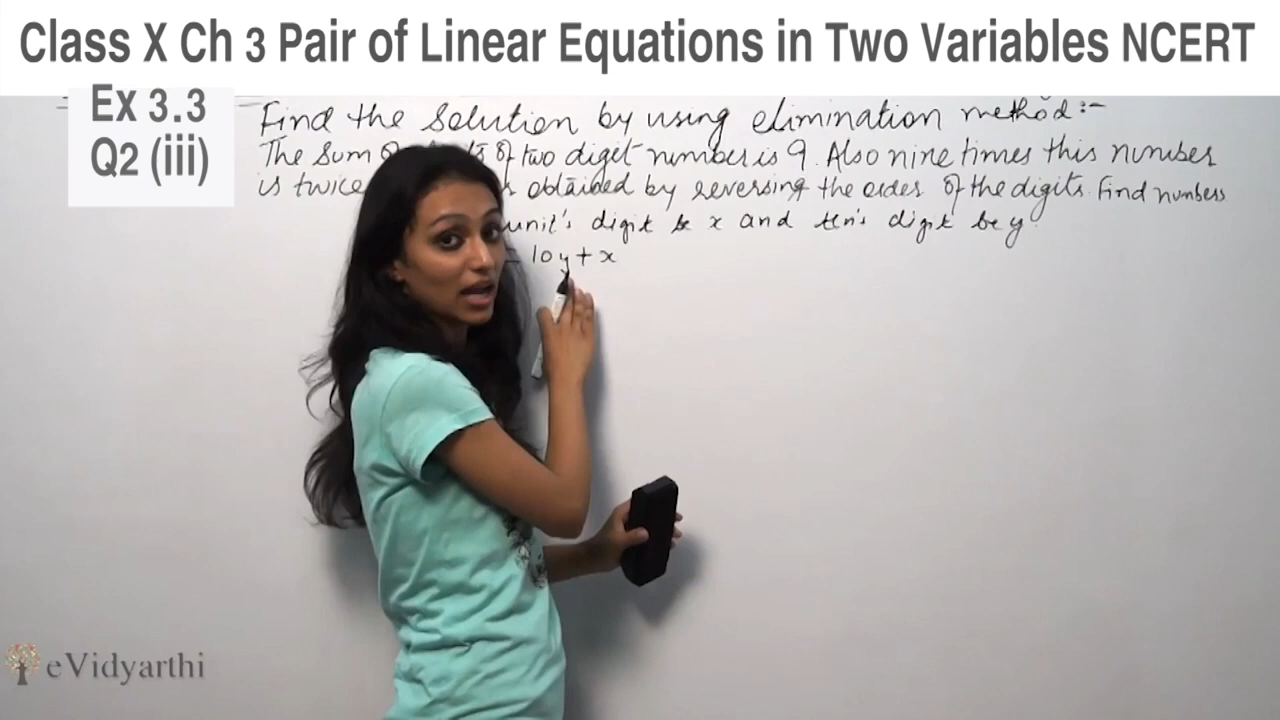 Class X Ch 3 Pair of Linear Equations in Two Variables NCERT
Ex 3.3
Q2 (iii)
Find the Solution by using elimination method:-
The Sum of two digit number is 9. Also nine times this number
is twice obtained by reversing the order of the digits. Find numbers
unit's digit be x and ten's digit be y
= 10y + x
eVidyarthi